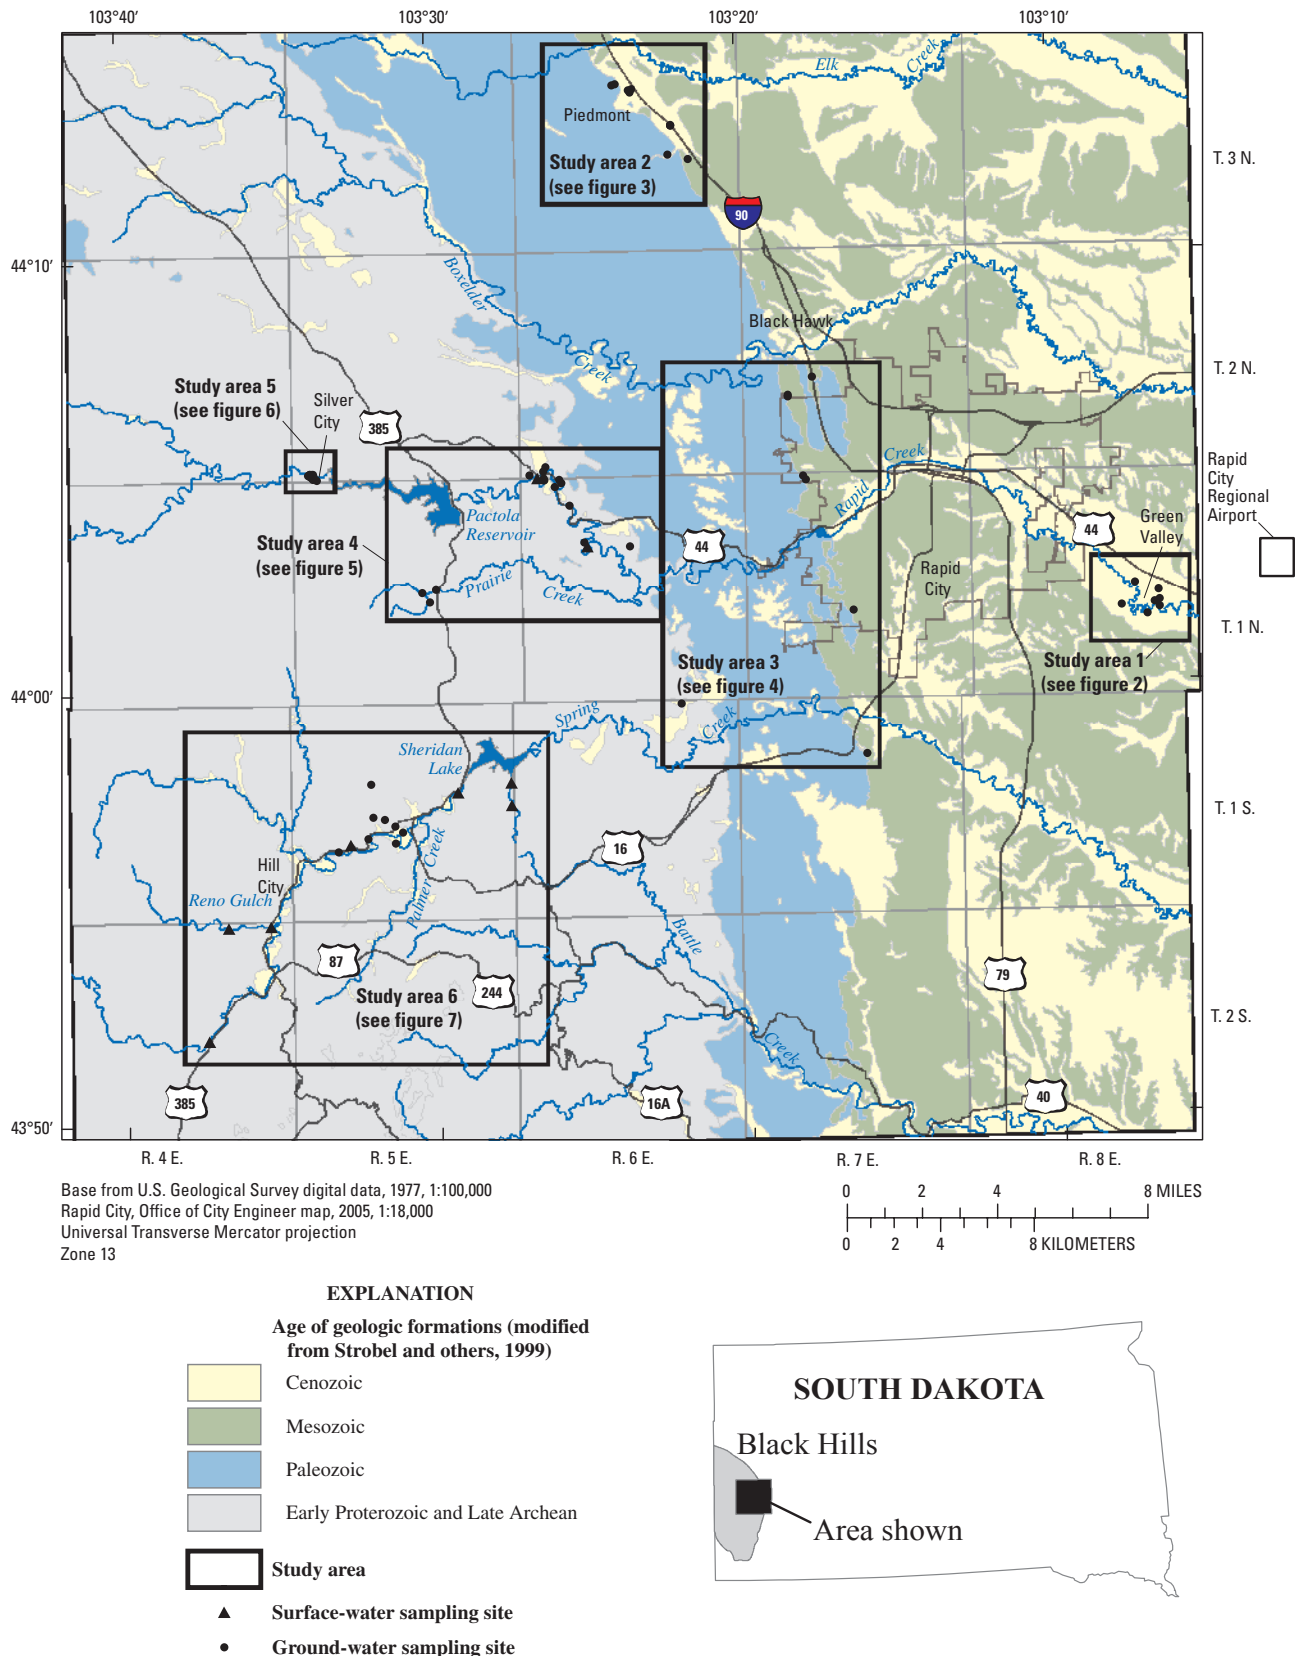 103°40′
103°30′
103°20′
103°10′
Elk
Creek
Piedmont
T. 3 N.
Study area 2
(see figure 3)
90
44°10′
Boxelder
Creek
Black Hawk
T. 2 N.
Study area 5
(see figure 6)
Silver
City
385
Creek
Rapid
Rapid
City
Regional
Airport
Pactola
Reservoir
Green
Valley
44
44
Study area 4
(see figure 5)
Prairie
Creek
Rapid
City
T. 1 N.
Study area 3
(see figure 4)
Study area 1
(see figure 2)
44°00′
Spring
Creek
Sheridan
Lake
T. 1 S.
Hill
City
Palmer Creek
16
Reno Gulch
Battle
Creek
87
244
79
Study area 6
(see figure 7)
T. 2 S.
385
16A
40
43°50′
R. 4 E.
R. 5 E.
R. 6 E.
R. 7 E.
R. 8 E.
Base from U.S. Geological Survey digital data, 1977, 1:100,000
Rapid City, Office of City Engineer map, 2005, 1:18,000
Universal Transverse Mercator projection
Zone 13
0 2 4 8 MILES
0 2 4 8 KILOMETERS
EXPLANATION
Age of geologic formations (modified
from Strobel and others, 1999)
Cenozoic
Mesozoic
Paleozoic
Early Proterozoic and Late Archean
Study area
Surface-water sampling site
Ground-water sampling site
SOUTH DAKOTA
Black Hills
Area shown